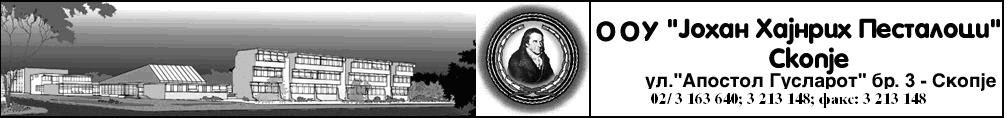 О О У "Јохан Хајнрих Песталоци"
Скопје
ул."Апостол Гусларот" бр. 3 - Скопје
02/ 3 163 640; 3 213 148; факс: 3 213 148